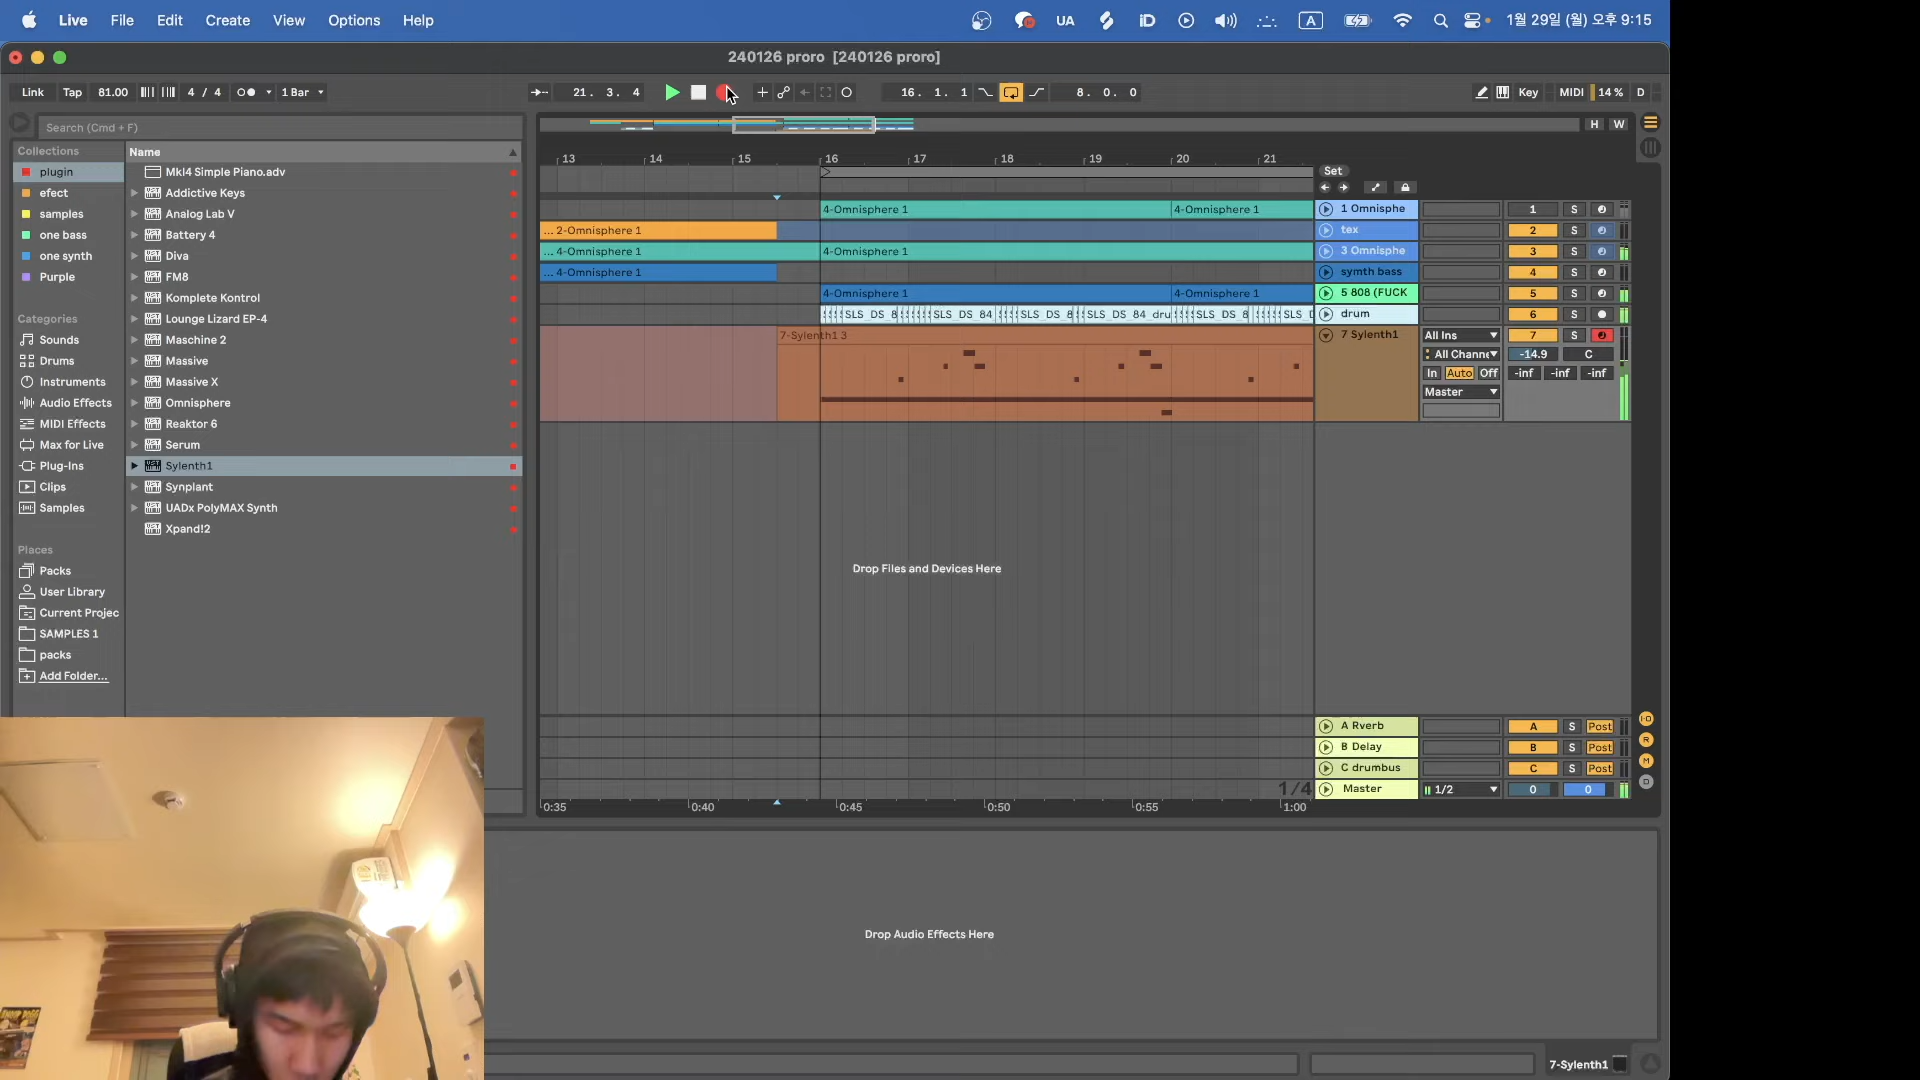 Live File Edit Create View Options Help UA iD A 1월 29일 (월) 오후 9:15
240126 proro [240126 proro]
Link Tap 81.00 4 / 4 1 Bar 21. 3. 4 16. 1. 1 8. 0. 0 Key MIDI 14 % D
Search (Cmd + F)
H W
Collections
plugin
efect
samples
one bass
one synth
Purple
Categories
Sounds
Drums
Instruments
Audio Effects
MIDI Effects
Max for Live
Plug-Ins
Clips
Samples
Places
Packs
User Library
Current Projec
SAMPLES 1
packs
Add Folder...
Name
MkI4 Simple Piano.adv
Addictive Keys
Analog Lab V
Battery 4
Diva
FM8
Komplete Kontrol
Lounge Lizard EP-4
Maschine 2
Massive
Massive X
Omnisphere
Reaktor 6
Serum
Sylenth1
Synplant
UADx PolyMAX Synth
Xpand!2
13 14 15 16 17 18 19 20 21
Set
4-Omnisphere 1 4-Omnisphere 1 1 Omnisphe 1 S
... 2-Omnisphere 1 tex 2 S
... 4-Omnisphere 1 4-Omnisphere 1 3 Omnisphe 3 S
... 4-Omnisphere 1 symth bass 4 S
4-Omnisphere 1 4-Omnisphere 1 5 808 (FUCK 5 S
SLS_DS_8 SLS_DS_84 SLS_DS_8 SLS_DS_84_dru SLS_DS_8 SLS_D drum 6 S
7-Sylenth1 3 7 Sylenth1 All Ins 7 S
All Channe -14.9 C
In Auto Off -inf -inf -inf
Master
Drop Files and Devices Here
A Rverb A S Post
B Delay B S Post
C drumbus C S Post
1/4 Master 1/2 0 0
0:35 0:40 0:45 0:50 0:55 1:00
I·O
R
M
D
Drop Audio Effects Here
7-Sylenth1